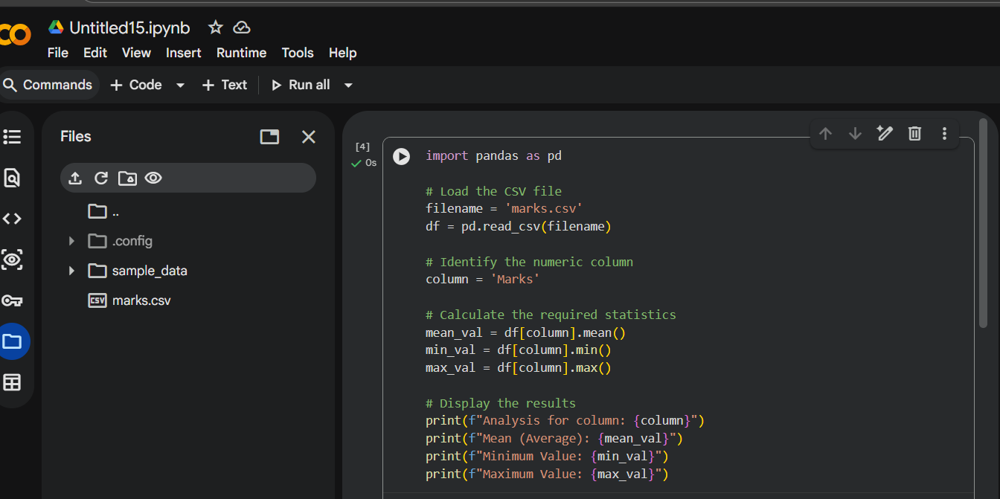 CO
Untitled15.ipynb
File Edit View Insert Runtime Tools Help
Commands + Code + Text Run all
Files
..
.config
sample_data
CSV marks.csv
[4]
0s
import pandas as pd
# Load the CSV file
filename = 'marks.csv'
df = pd.read_csv(filename)
# Identify the numeric column
column = 'Marks'
# Calculate the required statistics
mean_val = df[column].mean()
min_val = df[column].min()
max_val = df[column].max()
# Display the results
print(f"Analysis for column: {column}")
print(f"Mean (Average): {mean_val}")
print(f"Minimum Value: {min_val}")
print(f"Maximum Value: {max_val}")